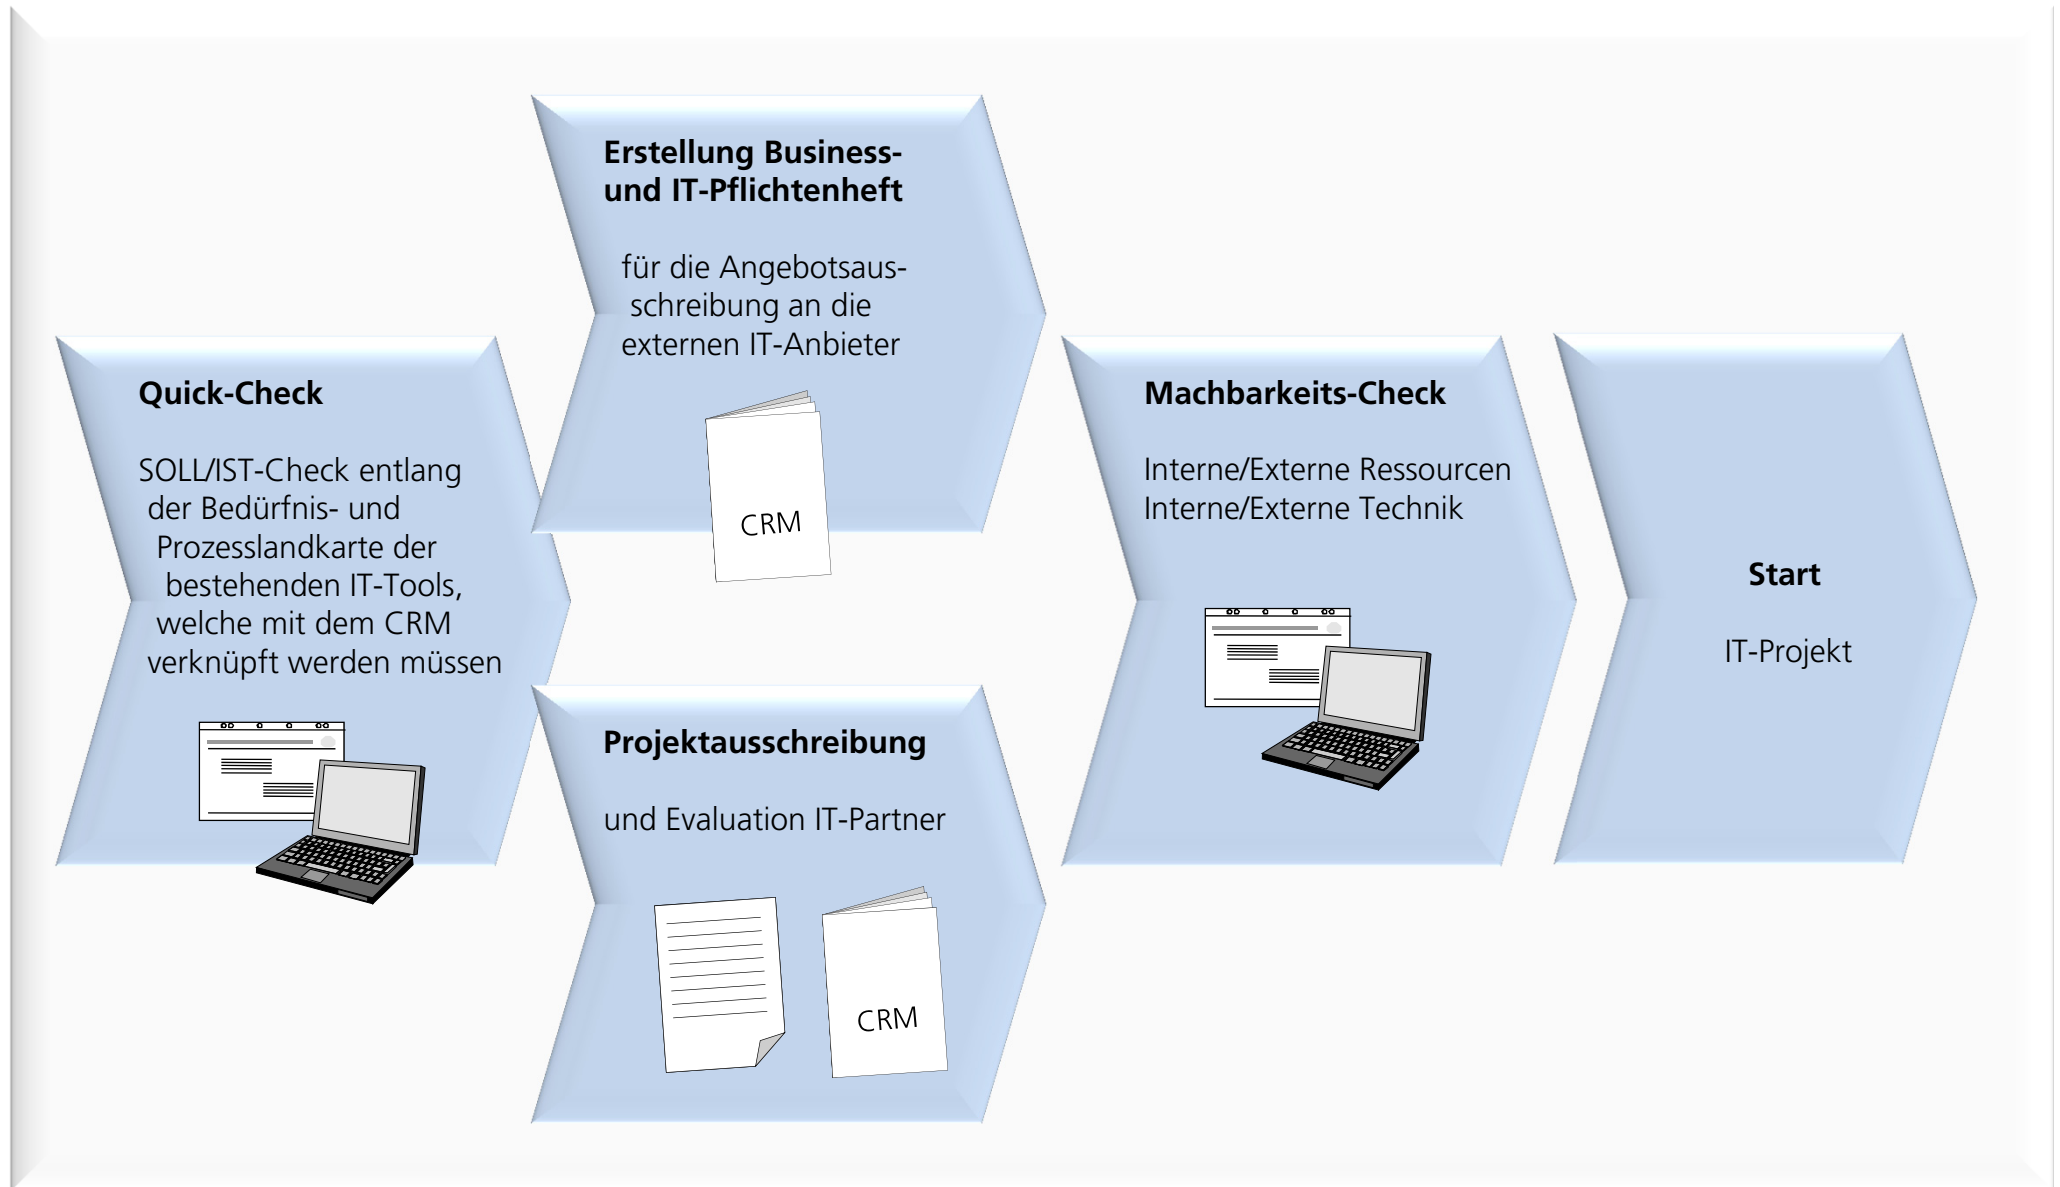 Quick-Check
SOLL/IST-Check entlang
der Bedürfnis- und
Prozesslandkarte der
bestehenden IT-Tools,
welche mit dem CRM
verknüpft werden müssen
Erstellung Business-
und IT-Pflichtenheft
für die Angebotsaus-
schreibung an die
externen IT-Anbieter
CRM
Projektausschreibung
und Evaluation IT-Partner
CRM
Machbarkeits-Check
Interne/Externe Ressourcen
Interne/Externe Technik
Start
IT-Projekt